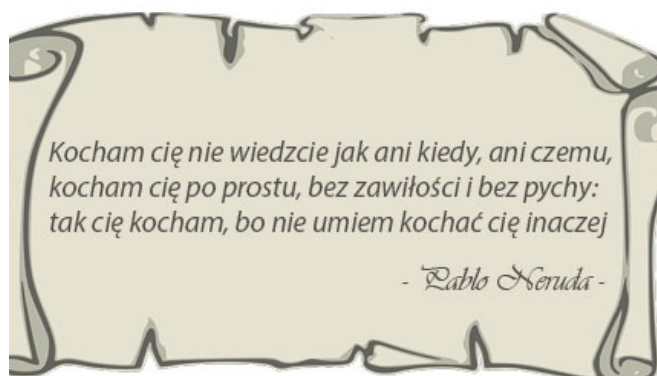 Kocham cię nie wiedzcie jak ani kiedy, ani czemu,
kocham cię po prostu, bez zawiłości i bez pychy:
tak cię kocham, bo nie umiem kochać cię inaczej
- Pablo Neruda -